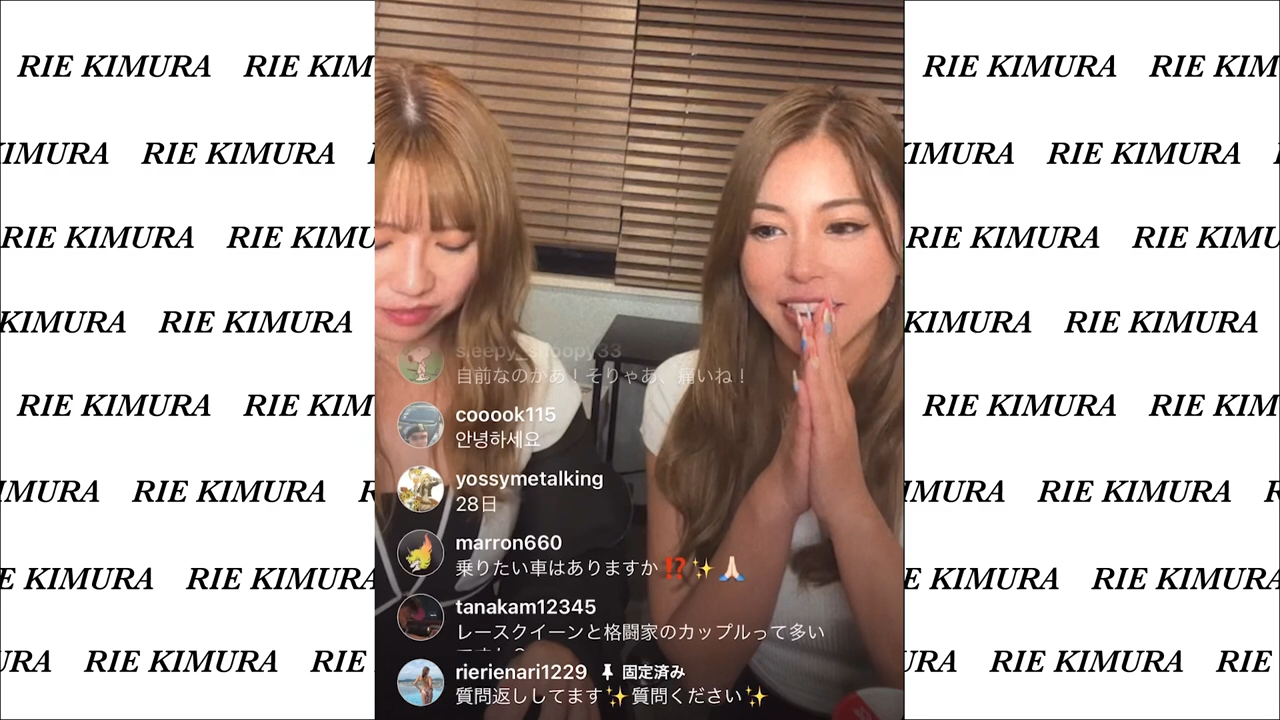 RIE KIMURA RIE KIM
IMURA RIE KIMURA
RIE KIMURA RIE KIMU
KIMURA RIE KIMURA
RIE KIMURA RIE KIM
IMURA RIE KIMURA R
E KIMURA RIE KIMURA
URA RIE KIMURA RIE
sleepy_snoopy33
自前なのかあ！そりゃあ、痛いね！
cooook115
안녕하세요
yossymetalking
28日
marron660
乗りたい車はありますか⁉️✨🙏🏻
tanakam12345
レースクイーンと格闘家のカップルって多い
rierienari1229 固定済み
質問返ししてます✨質問ください✨
RIE KIMURA RIE KIM
IMURA RIE KIMURA
RIE KIMURA RIE KIMU
KIMURA RIE KIMURA
RIE KIMURA RIE KIM
IMURA RIE KIMURA R
E KIMURA RIE KIMURA
URA RIE KIMURA RIE